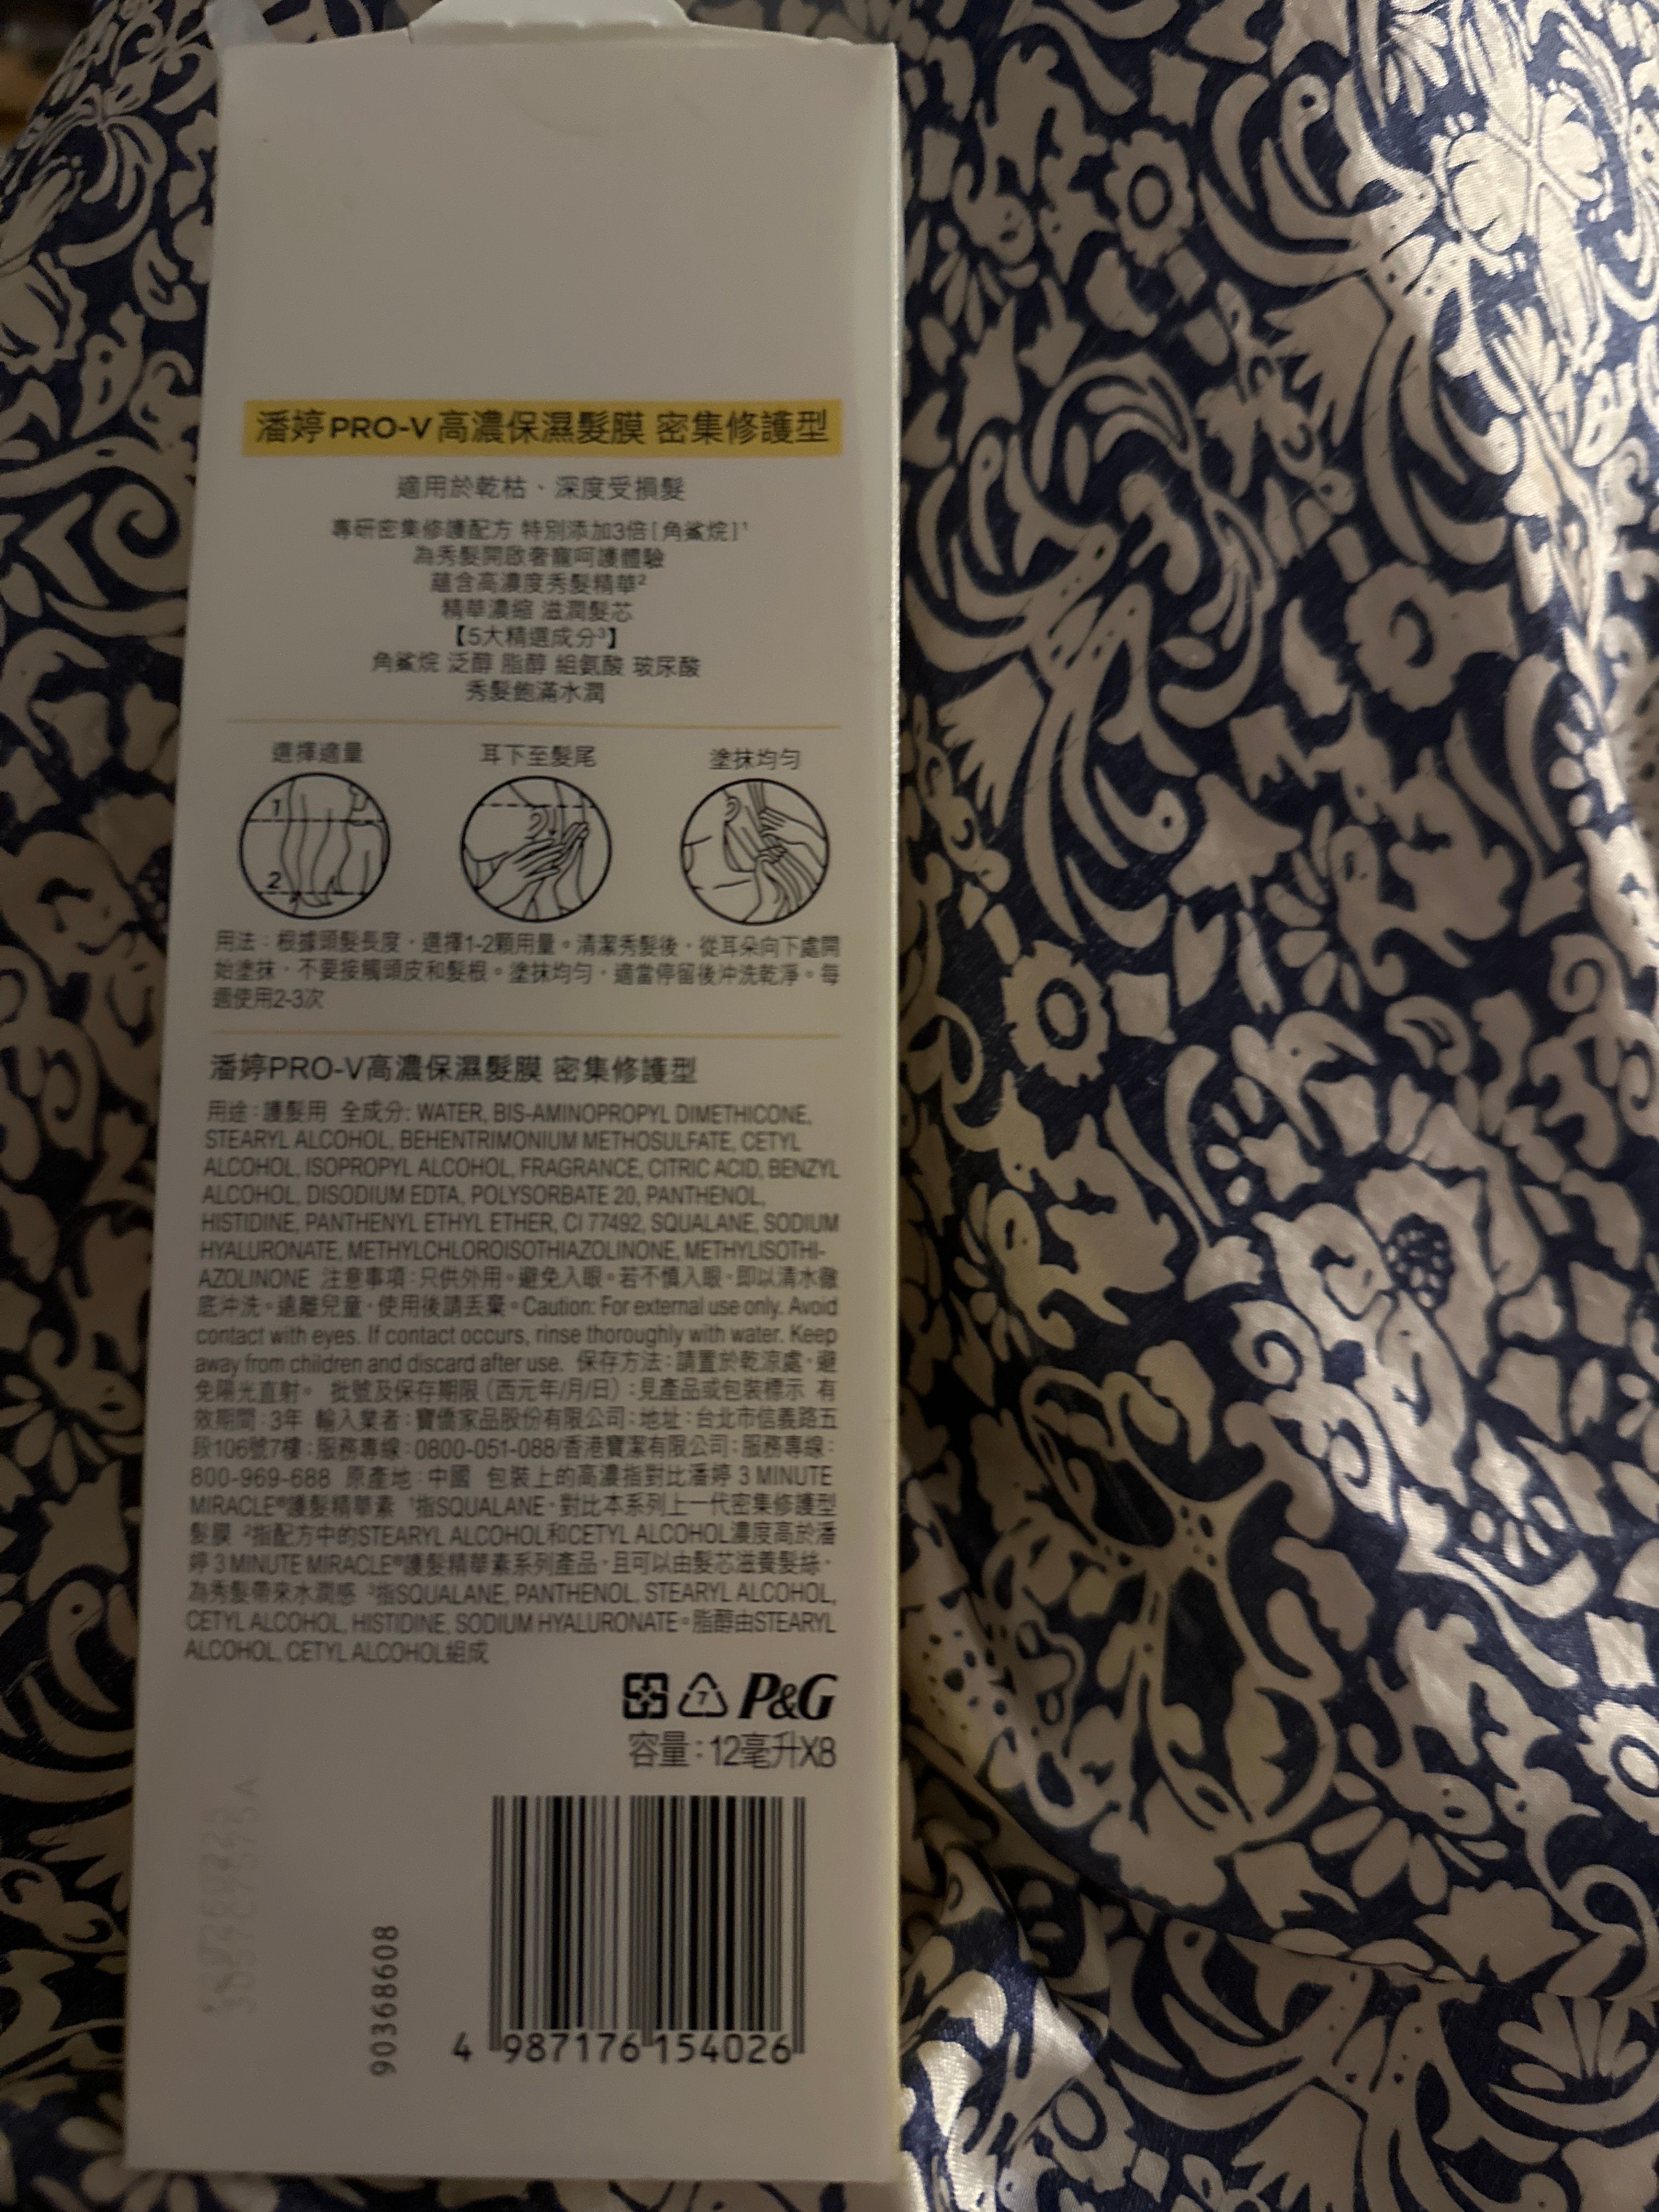 潘婷PRO-V高濃保濕髮膜 密集修護型
適用於乾枯、深度受損髮
專研密集修護配方 特別添加3倍[角鯊烷]¹
為秀髮開啟奢寵呵護體驗
蘊含高濃度秀髮精華²
精華濃縮 滋潤髮芯
【5大精選成分³】
角鯊烷 泛醇 脂醇 組氨酸 玻尿酸
秀髮飽滿水潤
選擇適量
耳下至髮尾
塗抹均勻
1
2
用法：根據頭髮長度，選擇1-2顆用量。清潔秀髮後，從耳朵向下處開
始塗抹，不要接觸頭皮和髮根。塗抹均勻，適當停留後沖洗乾淨。每
週使用2-3次
潘婷PRO-V高濃保濕髮膜 密集修護型
用途：護髮用 全成分: WATER, BIS-AMINOPROPYL DIMETHICONE,
STEARYL ALCOHOL, BEHENTRIMONIUM METHOSULFATE, CETYL
ALCOHOL, ISOPROPYL ALCOHOL, FRAGRANCE, CITRIC ACID, BENZYL
ALCOHOL, DISODIUM EDTA, POLYSORBATE 20, PANTHENOL,
HISTIDINE, PANTHENYL ETHYL ETHER, CI 77492, SQUALANE, SODIUM
HYALURONATE, METHYLCHLOROISOTHIAZOLINONE, METHYLISOTHI-
AZOLINONE 注意事項：只供外用。避免入眼。若不慎入眼，即以清水徹
底沖洗。遠離兒童，使用後請丟棄。Caution: For external use only. Avoid
contact with eyes. If contact occurs, rinse thoroughly with water. Keep
away from children and discard after use. 保存方法：請置於乾涼處，避
免陽光直射。 批號及保存期限（西元年/月/日）：見產品或包裝標示 有
效期間：3年 輸入業者：寶僑家品股份有限公司；地址：台北市信義路五
段106號7樓；服務專線：0800-051-088/香港寶潔有限公司；服務專線：
800-969-688 原產地：中國 包裝上的高濃指對比潘婷 3 MINUTE
MIRACLE®護髮精華素 ¹指SQUALANE，對比本系列上一代密集修護型
髮膜 ²指配方中的STEARYL ALCOHOL和CETYL ALCOHOL濃度高於潘
婷 3 MINUTE MIRACLE®護髮精華素系列產品，且可以由髮芯滋養髮絲，
為秀髮帶來水潤感 ³指SQUALANE, PANTHENOL, STEARYL ALCOHOL,
CETYL ALCOHOL, HISTIDINE, SODIUM HYALURONATE。脂醇由STEARYL
ALCOHOL, CETYL ALCOHOL組成
7 P&G
容量：12毫升X8
90368608
4 987176 154026